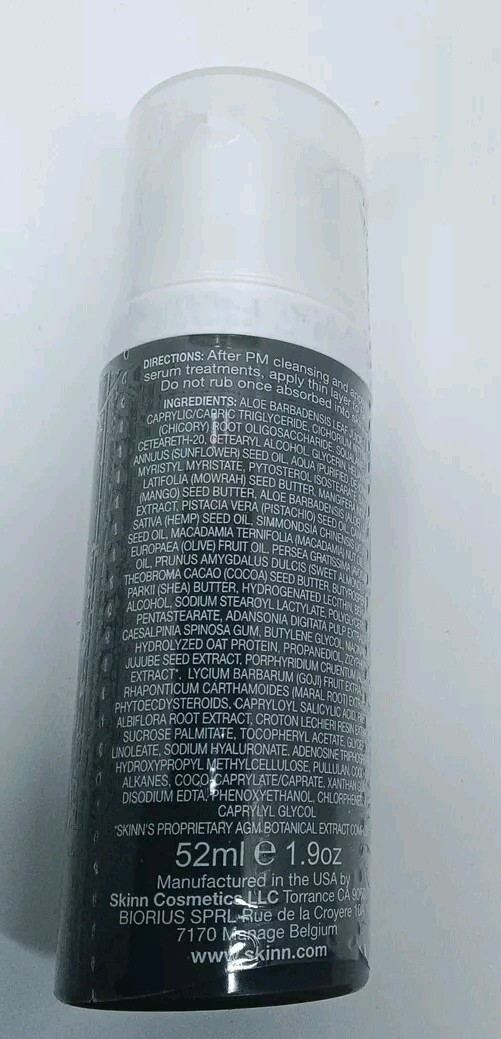 DIRECTIONS: After PM cleansing and
serum treatments, apply thin layer
Do not rub once absorbed into
INGREDIENTS: ALOE BARBADENSIS LEAF
CAPRYLIC/CAPRIC TRIGLYCERIDE,
(CHICORY) ROOT OLIGOSACCHARIDE
CETEARETH-20, CETEARYL ALCOHOL, GLYCERIN,
ANNUUS (SUNFLOWER) SEED OIL, AQUA (PURIFIED
MYRISTYL MYRISTATE, PYTOSTEROL
LATIFOLIA (MOWRAH) SEED BUTTER,
(MANGO) SEED BUTTER, ALOE BARBADENSIS
EXTRACT, PISTACIA VERA (PISTACHIO) SEED OIL,
SATIVA (HEMP) SEED OIL, SIMMONDSIA
SEED OIL, MACADAMIA TERNIFOLIA (MACADAMIA)
EUROPAEA (OLIVE) FRUIT OIL, PERSEA GRATISSIMA
OIL, PRUNUS AMYGDALUS DULCIS (SWEET
THEOBROMA CACAO (COCOA) SEED BUTTER,
PARKII (SHEA) BUTTER, HYDROGENATED LECITHIN,
ALCOHOL, SODIUM STEAROYL LACTYLATE,
PENTASTEARATE, ADANSONIA DIGITATA PULP
CAESALPINIA SPINOSA GUM, BUTYLENE GLYCOL,
HYDROLYZED OAT PROTEIN, PROPANEDIOL,
JUJUBE SEED EXTRACT, PORPHYRIDIUM CRUENTUM
EXTRACT*, LYCIUM BARBARUM (GOJI) FRUIT
RHAPONTICUM CARTHAMOIDES (MARAL ROOT)
PHYTOECDYSTEROIDS, CAPRYLOYL SALICYLIC ACID,
ALBIFLORA ROOT EXTRACT, CROTON LECHIERI RESIN
SUCROSE PALMITATE, TOCOPHERYL ACETATE,
LINOLEATE, SODIUM HYALURONATE, ADENOSINE
HYDROXYPROPYL METHYLCELLULOSE, PULLULAN,
ALKANES, COCO-CAPRYLATE/CAPRATE, XANTHAN
DISODIUM EDTA, PHENOXYETHANOL,
CAPRYLYL GLYCOL
*SKINN'S PROPRIETARY AGM BOTANICAL EXTRACT
52ml ℮ 1.9oz
Manufactured in the USA by
Skinn Cosmetics LLC Torrance CA
BIORIUS SPRL-Rue de la Croyere
7170 Manage Belgium
www.skinn.com